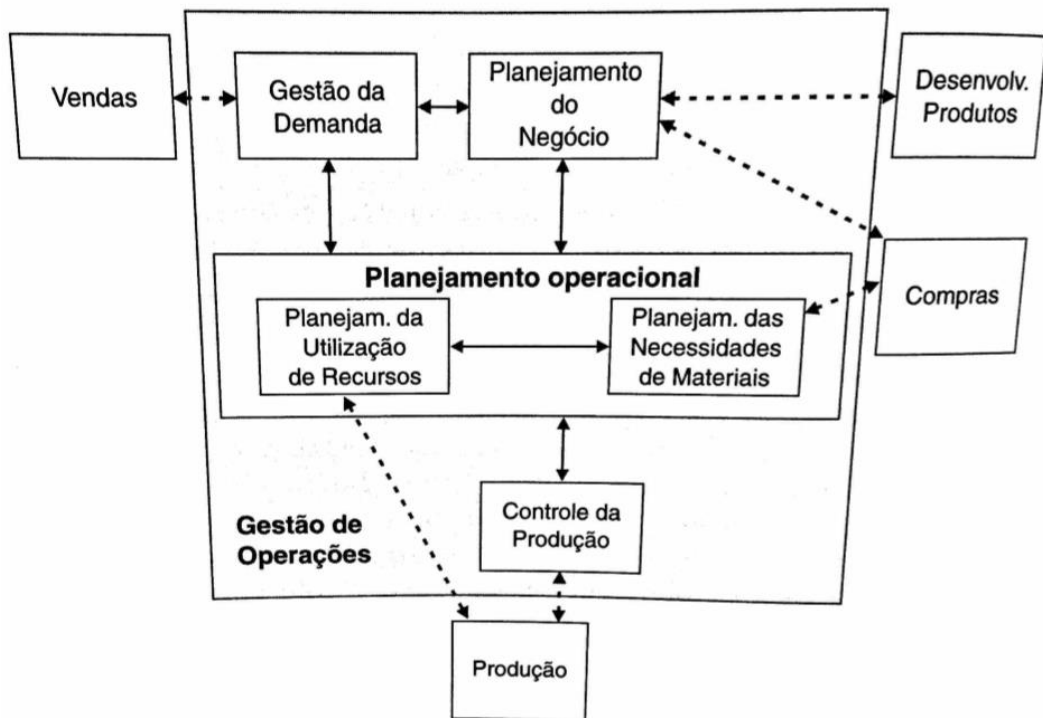 Vendas
Gestão da
Demanda
Planejamento
do
Negócio
Desenvolv.
Produtos
Planejamento operacional
Planejam. da
Utilização
de Recursos
Planejam. das
Necessidades
de Materiais
Compras
Controle da
Produção
Gestão de
Operações
Produção